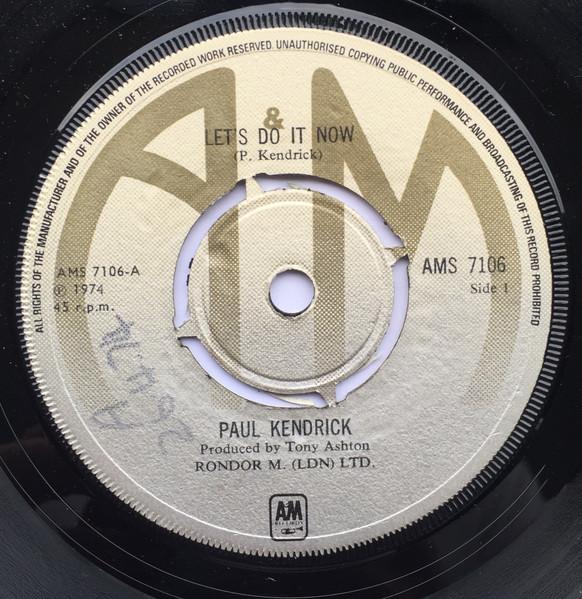 ALL RIGHTS OF THE MANUFACTURER AND OF THE OWNER OF THE RECORDED WORK RESERVED. UNAUTHORISED COPYING PUBLIC PERFORMANCE AND BROADCASTING OF THIS RECORD PROHIBITED
A&M
LET'S DO IT NOW
(P. Kendrick)
AMS 7106-A
℗ 1974
45 r.p.m.
AMS 7106
Side 1
PAUL KENDRICK
Produced by Tony Ashton
RONDOR M. (LDN) LTD.
AM
RECORDS